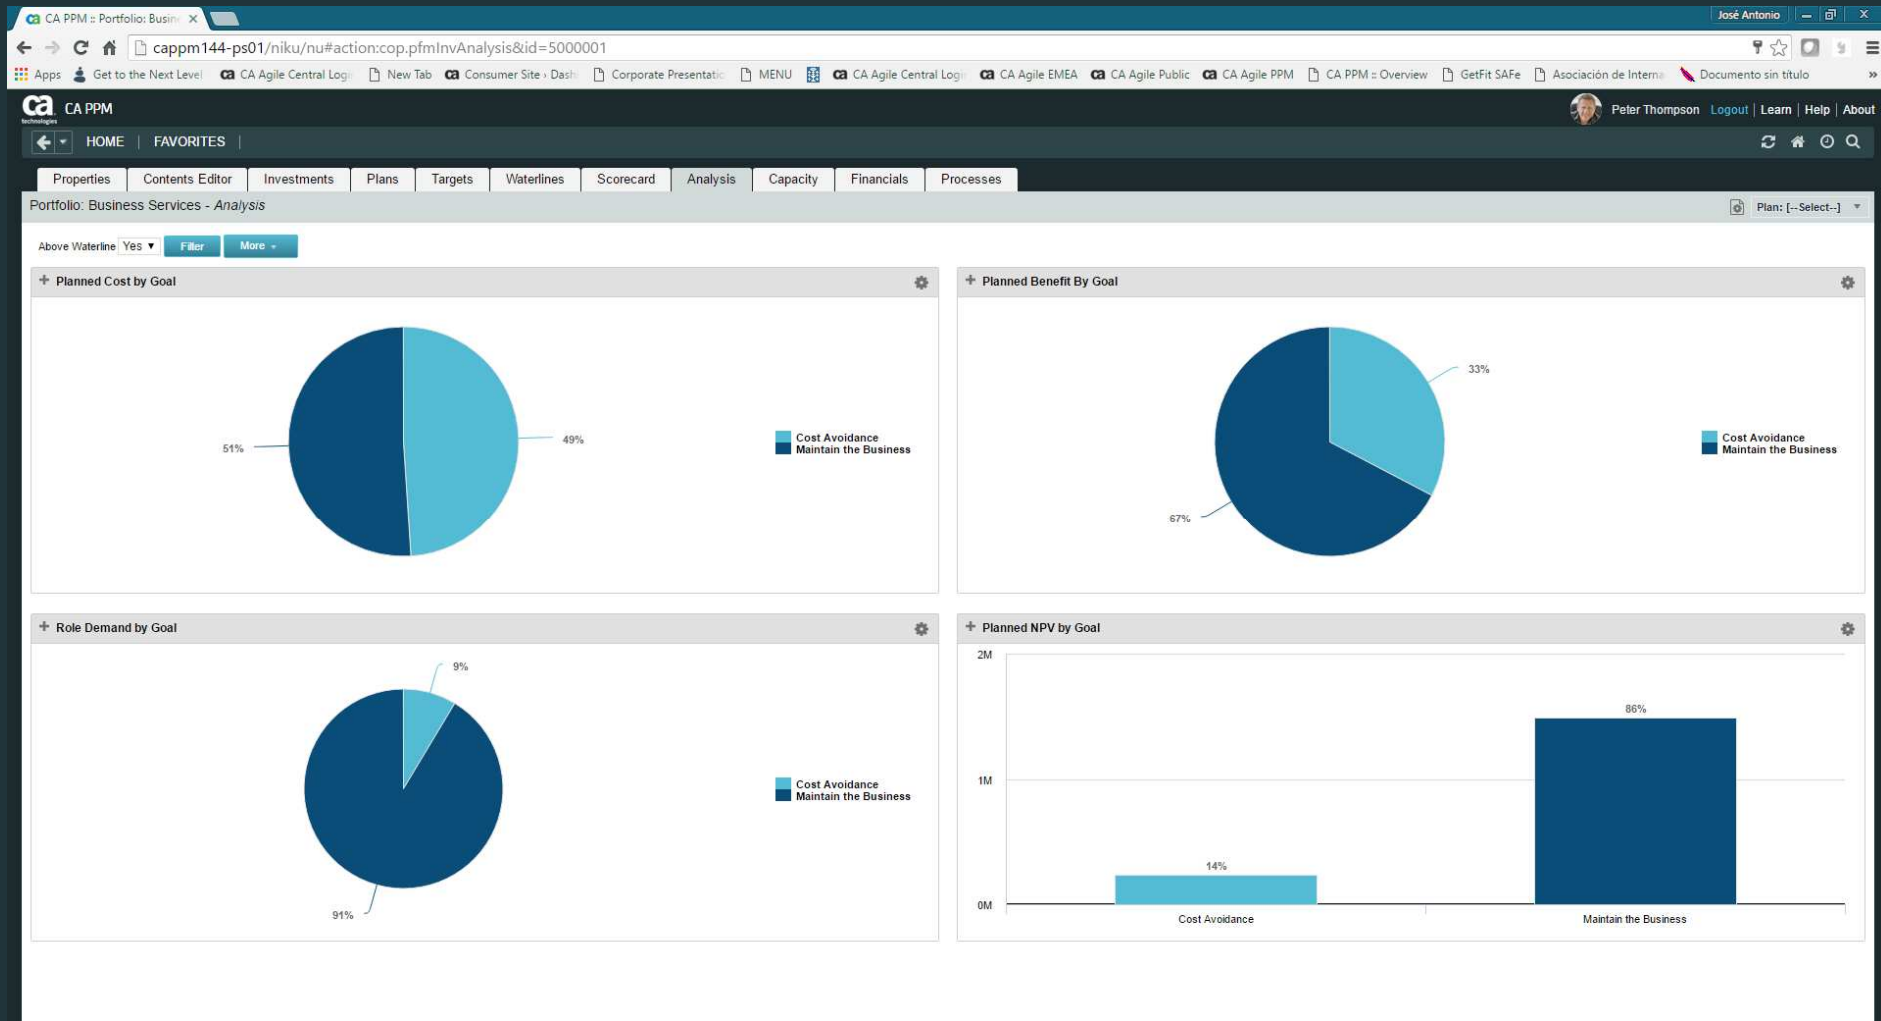 CA PPM :: Portfolio: Busin
José Antonio
cappm144-ps01/niku/nu#action:cop.pfmInvAnalysis&id=5000001
Apps Get to the Next Level CA Agile Central Logi New Tab Consumer Site › Dash Corporate Presentatio MENU CA Agile Central Logi CA Agile EMEA CA Agile Public CA Agile PPM CA PPM :: Overview GetFit SAFe Asociación de Interna Documento sin título »
ca technologies CA PPM
Peter Thompson Logout | Learn | Help | About
HOME | FAVORITES |
Properties Contents Editor Investments Plans Targets Waterlines Scorecard Analysis Capacity Financials Processes
Portfolio: Business Services - Analysis
Plan: [--Select--]
Above Waterline Yes Filter More
Planned Cost by Goal
51%
49%
Cost Avoidance
Maintain the Business
Planned Benefit By Goal
33%
67%
Cost Avoidance
Maintain the Business
Role Demand by Goal
9%
91%
Cost Avoidance
Maintain the Business
Planned NPV by Goal
2M
86%
1M
14%
0M
Cost Avoidance Maintain the Business